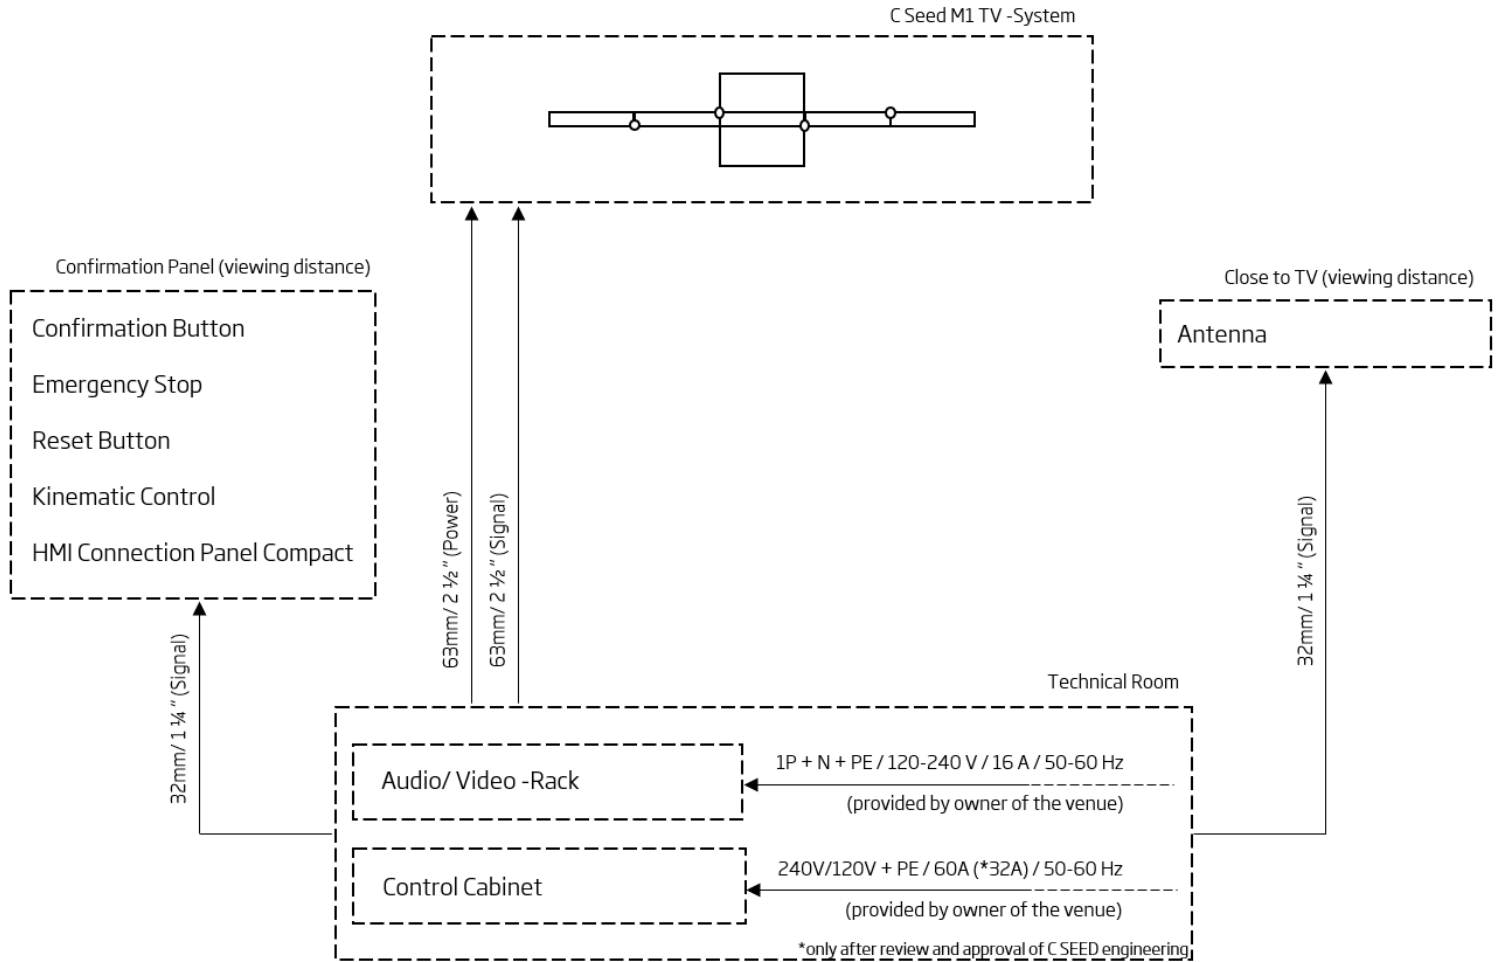 C Seed M1 TV -System
Confirmation Panel (viewing distance)
Confirmation Button
Emergency Stop
Reset Button
Kinematic Control
HMI Connection Panel Compact
Close to TV (viewing distance)
Antenna
63mm/ 2 ½ “ (Power)
63mm/ 2 ½ “ (Signal)
32mm/ 1 ¼ “ (Signal)
32mm/ 1 ¼ “ (Signal)
Technical Room
Audio/ Video -Rack
1P + N + PE / 120-240 V / 16 A / 50-60 Hz
(provided by owner of the venue)
Control Cabinet
240V/120V + PE / 60A (*32A) / 50-60 Hz
(provided by owner of the venue)
*only after review and approval of C SEED engineering